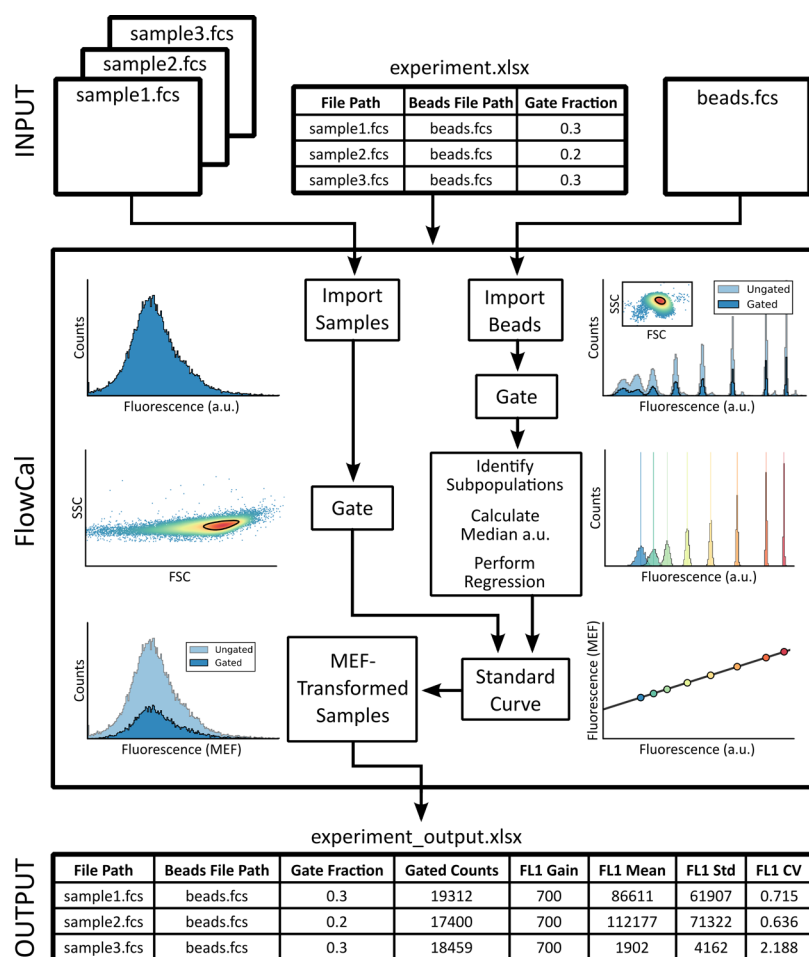 INPUT
sample3.fcs
sample2.fcs
sample1.fcs
experiment.xlsx
File Path Beads File Path Gate Fraction
sample1.fcs beads.fcs 0.3
sample2.fcs beads.fcs 0.2
sample3.fcs beads.fcs 0.3
beads.fcs
FlowCal
Counts
Fluorescence (a.u.)
Import
Samples
Import
Beads
SSC
FSC
Ungated
Gated
Counts
Fluorescence (a.u.)
Gate
SSC
FSC
Gate
Identify
Subpopulations
Calculate
Median a.u.
Perform
Regression
Counts
Fluorescence (a.u.)
Counts
Ungated
Gated
Fluorescence (MEF)
MEF-
Transformed
Samples
Standard
Curve
Fluorescence (MEF)
Fluorescence (a.u.)
OUTPUT
experiment_output.xlsx
File Path Beads File Path Gate Fraction Gated Counts FL1 Gain FL1 Mean FL1 Std FL1 CV
sample1.fcs beads.fcs 0.3 19312 700 86611 61907 0.715
sample2.fcs beads.fcs 0.2 17400 700 112177 71322 0.636
sample3.fcs beads.fcs 0.3 18459 700 1902 4162 2.188